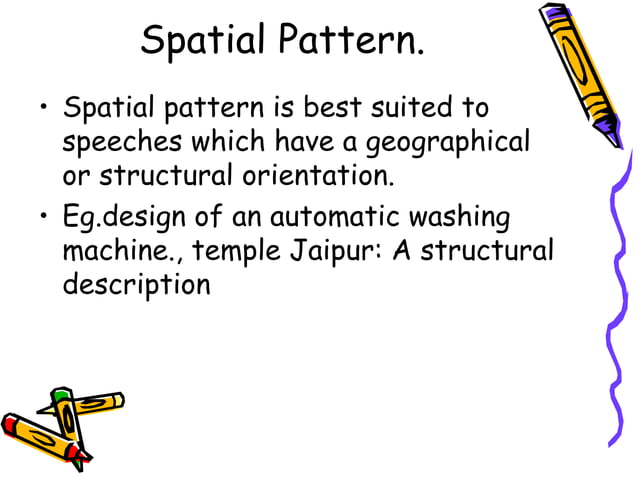 Spatial Pattern.
• Spatial pattern is best suited to
speeches which have a geographical
or structural orientation.
• Eg.design of an automatic washing
machine., temple Jaipur: A structural
description